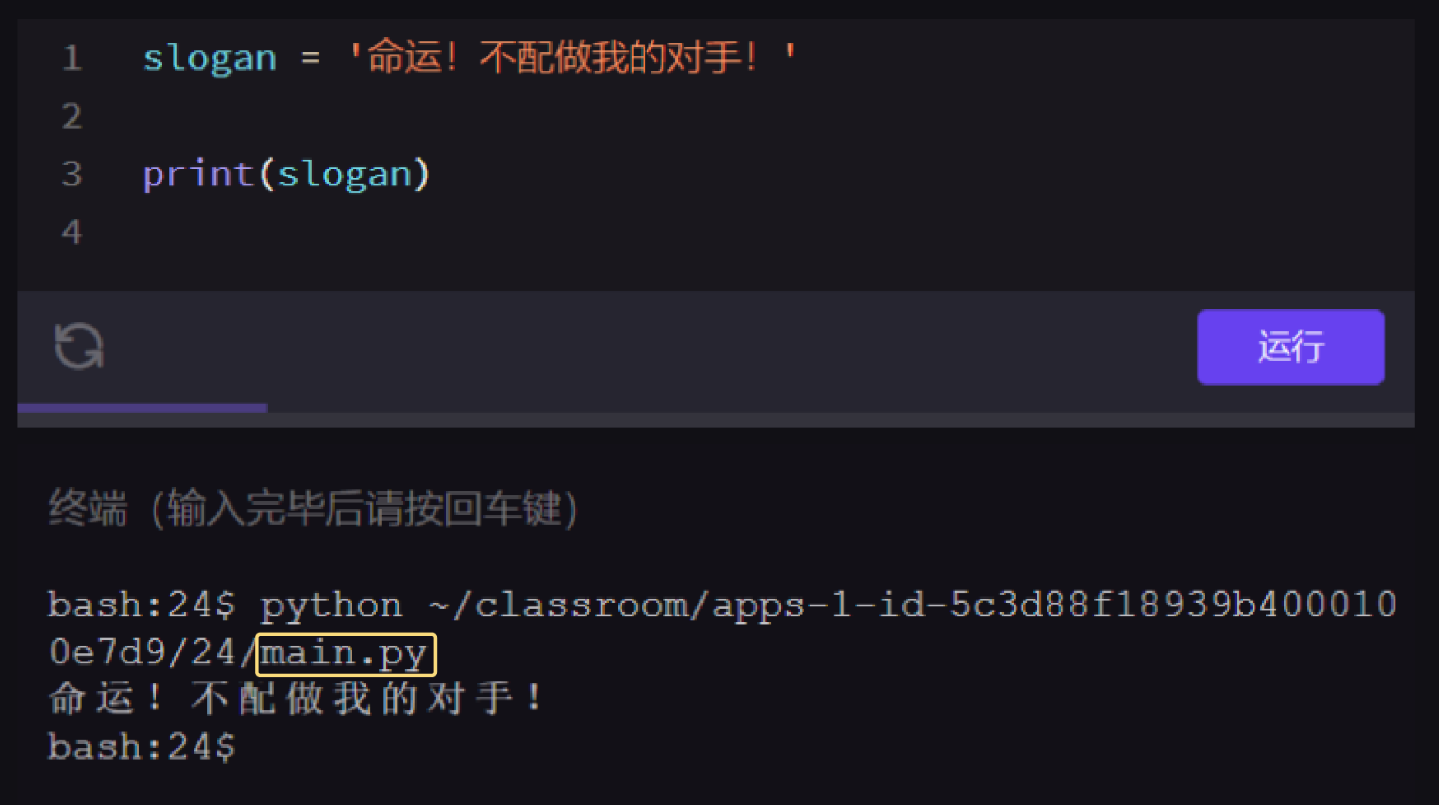 1 slogan = '命运！不配做我的对手！'
2
3 print(slogan)
4
运行
终端（输入完毕后请按回车键）
bash:24$ python ~/classroom/apps-1-id-5c3d88f18939b400010
0e7d9/24/main.py
命运！不配做我的对手！
bash:24$